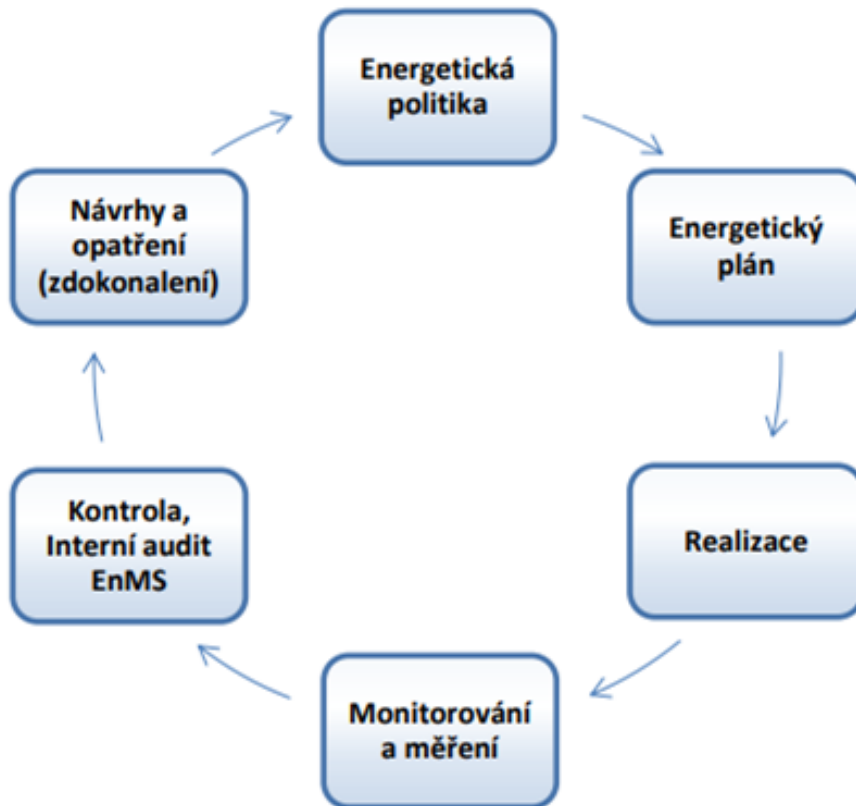 Energetická
politika
Energetický
plán
Realizace
Monitorování
a měření
Kontrola,
Interní audit
EnMS
Návrhy a
opatření
(zdokonalení)